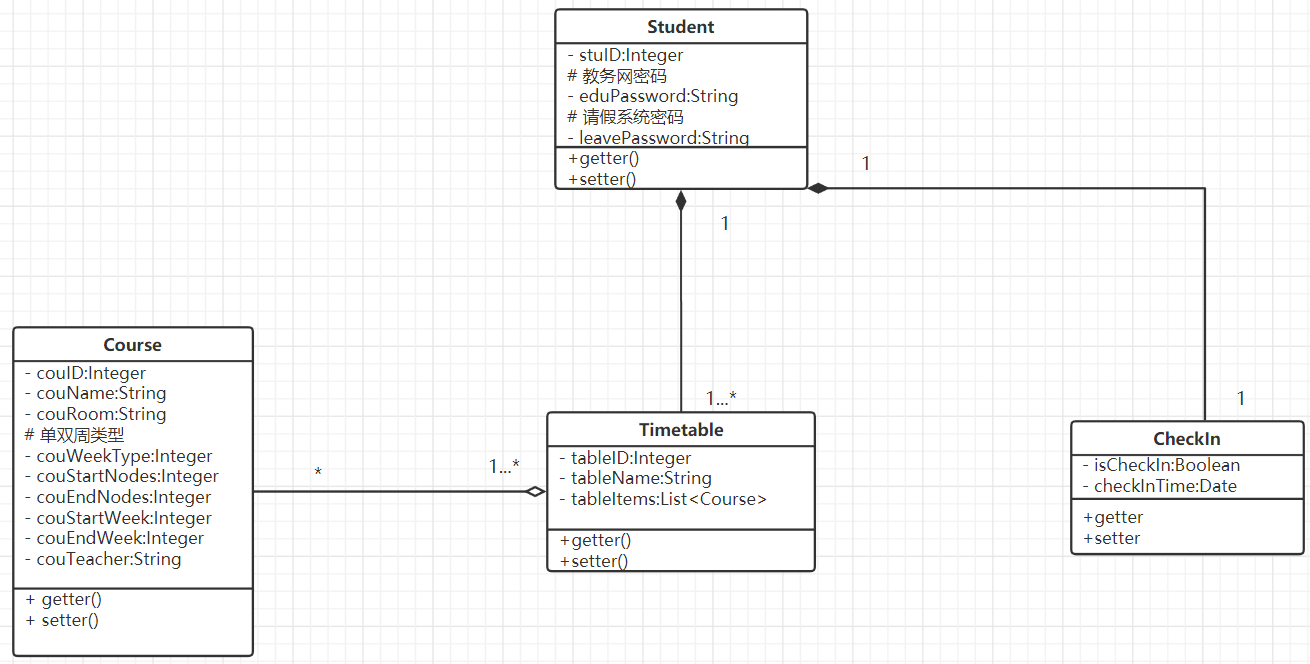 Student
- stuID:Integer
# 教务网密码
- eduPassword:String
# 请假系统密码
- leavePassword:String
+getter()
+setter()
1
1
1...*
1
Course
- couID:Integer
- couName:String
- couRoom:String
# 单双周类型
- couWeekType:Integer
- couStartNodes:Integer
- couEndNodes:Integer
- couStartWeek:Integer
- couEndWeek:Integer
- couTeacher:String
+ getter()
+ setter()
*
1...*
Timetable
- tableID:Integer
- tableName:String
- tableItems:List<Course>
+getter()
+setter()
CheckIn
- isCheckIn:Boolean
- checkInTime:Date
+getter
+setter